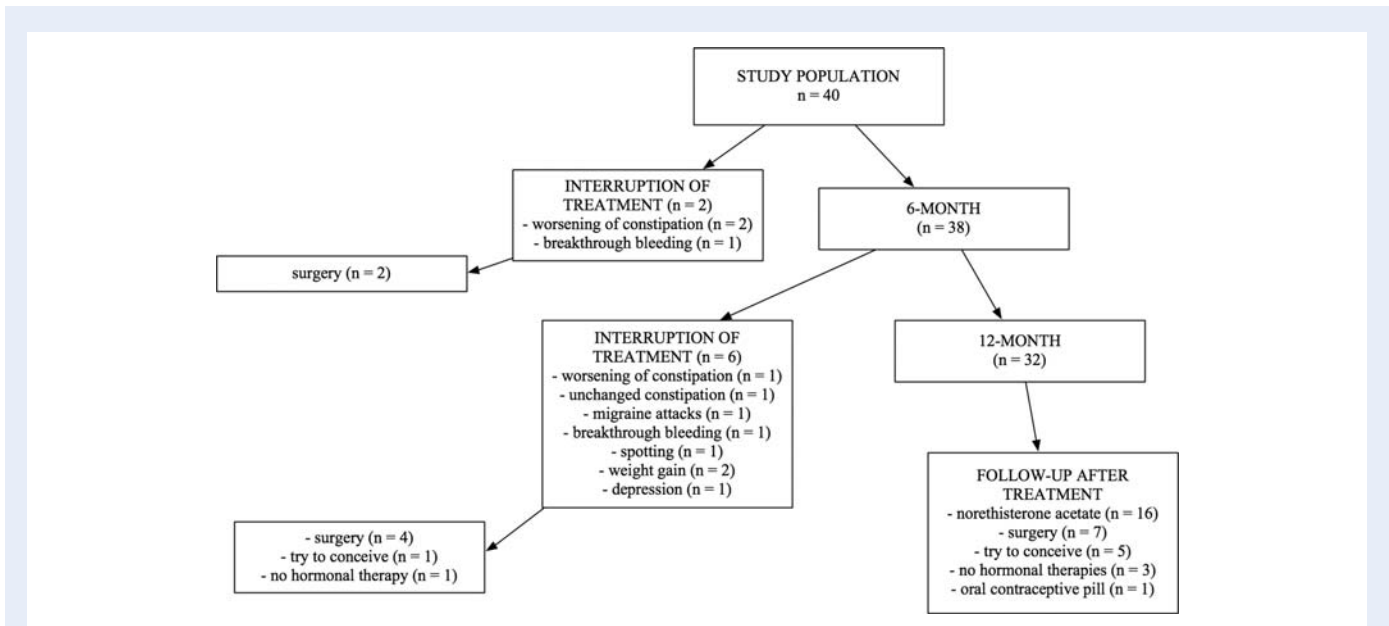 STUDY POPULATION
n = 40
INTERRUPTION OF
TREATMENT (n = 2)
- worsening of constipation (n = 2)
- breakthrough bleeding (n = 1)
6-MONTH
(n = 38)
surgery (n = 2)
INTERRUPTION OF
TREATMENT (n = 6)
- worsening of constipation (n = 1)
- unchanged constipation (n = 1)
- migraine attacks (n = 1)
- breakthrough bleeding (n = 1)
- spotting (n = 1)
- weight gain (n = 2)
- depression (n = 1)
12-MONTH
(n = 32)
- surgery (n = 4)
- try to conceive (n = 1)
- no hormonal therapy (n = 1)
FOLLOW-UP AFTER
TREATMENT
- norethisterone acetate (n = 16)
- surgery (n = 7)
- try to conceive (n = 5)
- no hormonal therapies (n = 3)
- oral contraceptive pill (n = 1)